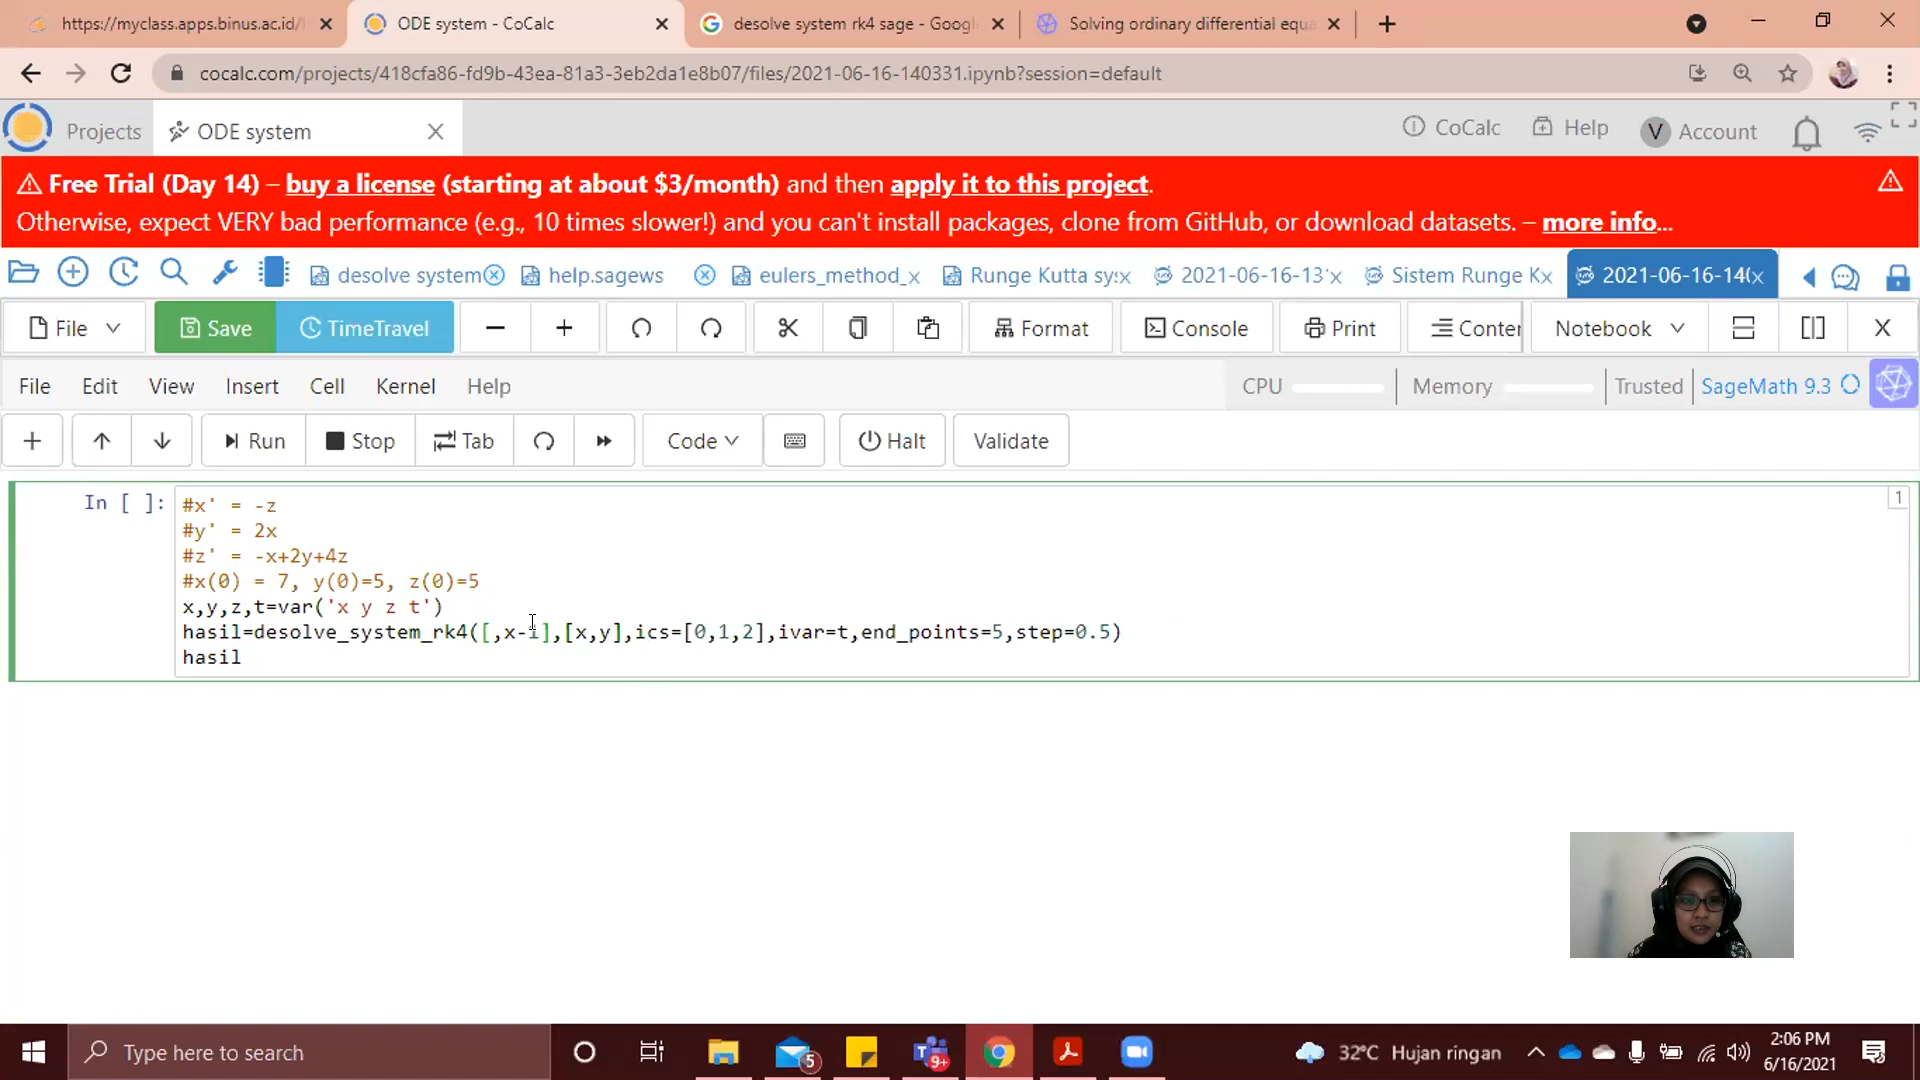 https://myclass.apps.binus.ac.id/
ODE system - CoCalc
desolve system rk4 sage - Googl
Solving ordinary differential equa
cocalc.com/projects/418cfa86-fd9b-43ea-81a3-3eb2da1e8b07/files/2021-06-16-140331.ipynb?session=default
Projects
ODE system
CoCalc
Help
V Account
Free Trial (Day 14) – buy a license (starting at about $3/month) and then apply it to this project.
Otherwise, expect VERY bad performance (e.g., 10 times slower!) and you can't install packages, clone from GitHub, or download datasets. – more info...
desolve system
help.sagews
eulers_method_
Runge Kutta sy:
2021-06-16-13
Sistem Runge K
2021-06-16-14(
File
Save
TimeTravel
Format
Console
Print
Conter
Notebook
File Edit View Insert Cell Kernel Help
CPU
Memory
Trusted
SageMath 9.3
Run
Stop
Tab
Code
Halt
Validate
In [ ]:
1
#x' = -z
#y' = 2x
#z' = -x+2y+4z
#x(0) = 7, y(0)=5, z(0)=5
x,y,z,t=var('x y z t')
hasil=desolve_system_rk4([,x-i],[x,y],ics=[0,1,2],ivar=t,end_points=5,step=0.5)
hasil
Type here to search
5
9+
32°C Hujan ringan
2:06 PM
6/16/2021